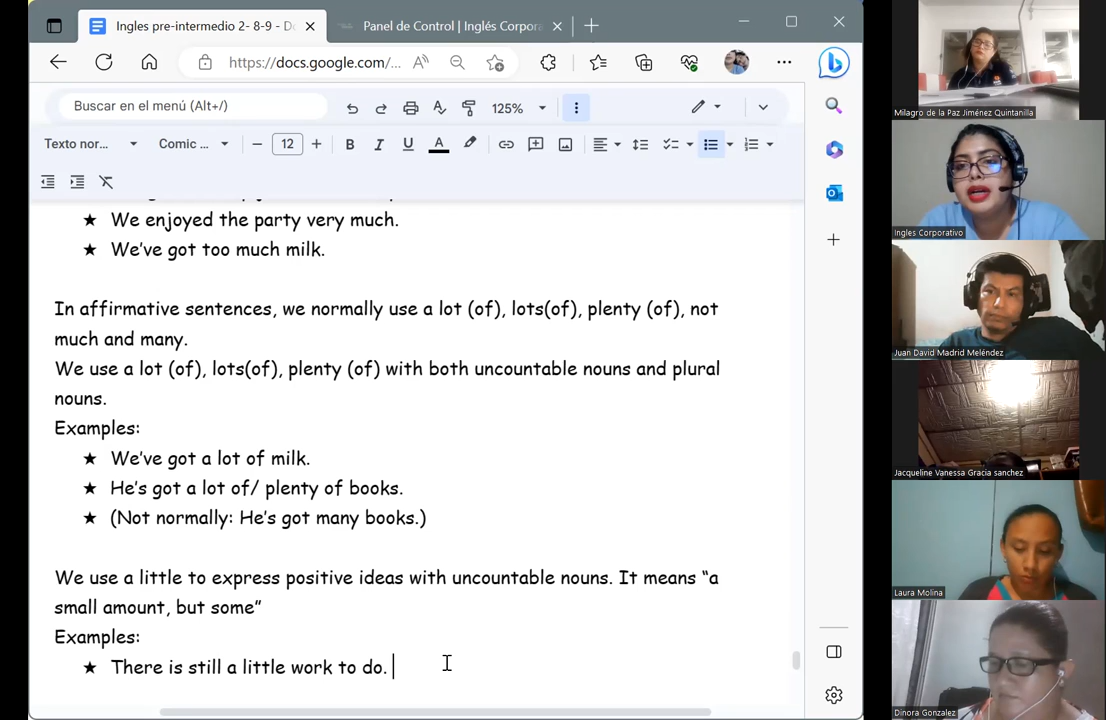 Ingles pre-intermedio 2- 8-9 - D
Panel de Control | Inglés Corpora
https://docs.google.com/...
Buscar en el menú (Alt+/)
125%
Texto nor...
Comic ...
12
We enjoyed the party very much.
We've got too much milk.
In affirmative sentences, we normally use a lot (of), lots(of), plenty (of), not
much and many.
We use a lot (of), lots(of), plenty (of) with both uncountable nouns and plural
nouns.
Examples:
★ We've got a lot of milk.
★ He's got a lot of/ plenty of books.
★ (Not normally: He's got many books.)
We use a little to express positive ideas with uncountable nouns. It means “a
small amount, but some”
Examples:
★ There is still a little work to do.
Milagro de la Paz Jiménez Quintanilla
Ingles Corporativo
Juan David Madrid Meléndez
Jacqueline Vanessa Gracia sanchez
Laura Molina
Dinora Gonzalez